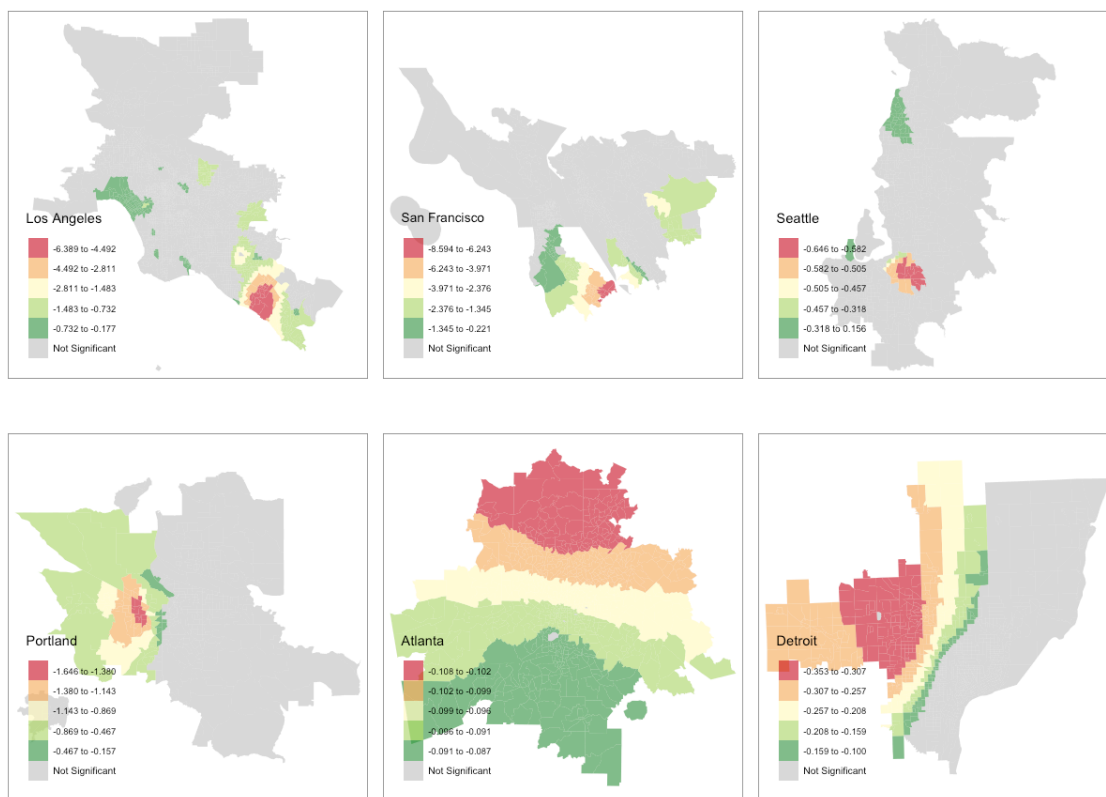 Los Angeles
-6.389 to -4.492
-4.492 to -2.811
-2.811 to -1.483
-1.483 to -0.732
-0.732 to -0.177
Not Significant
San Francisco
-8.594 to -6.243
-6.243 to -3.971
-3.971 to -2.376
-2.376 to -1.345
-1.345 to -0.221
Not Significant
Seattle
-0.646 to -0.582
-0.582 to -0.505
-0.505 to -0.457
-0.457 to -0.318
-0.318 to 0.156
Not Significant
Portland
-1.646 to -1.380
-1.380 to -1.143
-1.143 to -0.869
-0.869 to -0.467
-0.467 to -0.157
Not Significant
Atlanta
-0.108 to -0.102
-0.102 to -0.099
-0.099 to -0.096
-0.096 to -0.091
-0.091 to -0.087
Not Significant
Detroit
-0.353 to -0.307
-0.307 to -0.257
-0.257 to -0.208
-0.208 to -0.159
-0.159 to -0.100
Not Significant